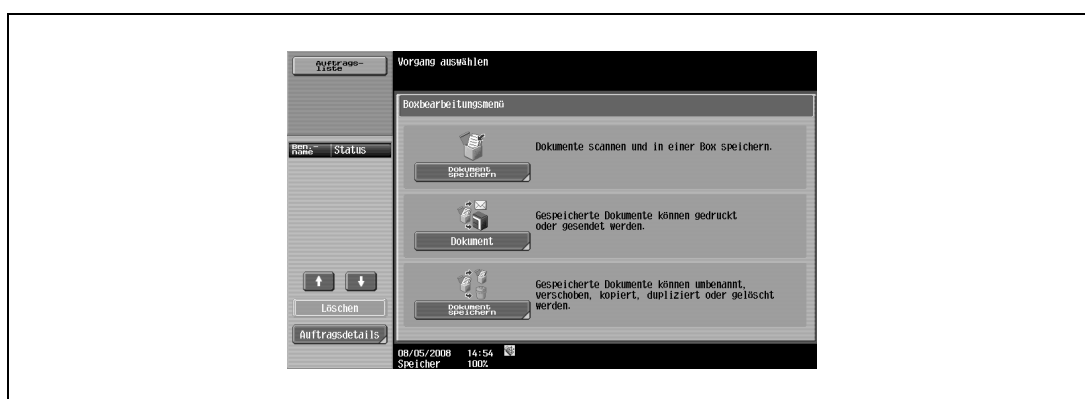 Auftrags-
liste
Vorgang auswählen
Boxbearbeitungsmenü
Ben.-
name
Status
Dokumente scannen und in einer Box speichern.
Dokument
speichern
Gespeicherte Dokumente können gedruckt
oder gesendet werden.
Dokument
Gespeicherte Dokumente können umbenannt,
verschoben, kopiert, dupliziert oder gelöscht
werden.
Dokument
speichern
Löschen
Auftragsdetails
08/05/2008 14:54
Speicher 100%